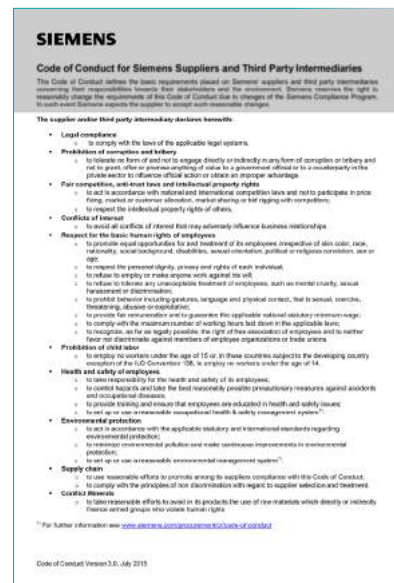 SIEMENS
Code of Conduct for Siemens Suppliers and Third Party Intermediaries
This Code of Conduct defines the basic requirements placed on Siemens' suppliers and third party intermediaries
concerning their responsibilities towards their stakeholders and the environment. Siemens reserves the right to
reasonably change the requirements of this Code of Conduct due to changes of the Siemens Compliance Program.
In such event Siemens expects the supplier to accept such reasonable changes.
The supplier and/or third party intermediary declares herewith:
• Legal compliance
o to comply with the laws of the applicable legal systems.
• Prohibition of corruption and bribery
o to tolerate no form of and not to engage directly or indirectly in any form of corruption or bribery and
not to grant, offer or promise anything of value to a government official or to a counterparty in the
private sector to influence official action or obtain an improper advantage.
• Fair competition, anti-trust laws and intellectual property rights
o to act in accordance with national and international competition laws and not to participate in price
fixing, market or customer allocation, market sharing or bid rigging with competitors;
o to respect the intellectual property rights of others.
• Conflicts of interest
o to avoid all conflicts of interest that may adversely influence business relationships
• Respect for the basic human rights of employees
o to promote equal opportunities for and treatment of its employees irrespective of skin color, race,
nationality, social background, disabilities, sexual orientation, political or religious conviction, sex or
age;
o to respect the personal dignity, privacy and rights of each individual;
o to refuse to employ or make anyone work against his will;
o to refuse to tolerate any unacceptable treatment of employees, such as mental cruelty, sexual
harassment or discrimination;
o to prohibit behavior including gestures, language and physical contact, that is sexual, coercive,
threatening, abusive or exploitative;
o to provide fair remuneration and to guarantee the applicable national statutory minimum wage;
o to comply with the maximum number of working hours laid down in the applicable laws;
o to recognize, as far as legally possible, the right of free association of employees and to neither
favor nor discriminate against members of employee organizations or trade unions
• Prohibition of child labor
o to employ no workers under the age of 15 or, in those countries subject to the developing country
exception of the ILO Convention 138, to employ no workers under the age of 14.
• Health and safety of employees
o to take responsibility for the health and safety of its employees;
o to control hazards and take the best reasonably possible precautionary measures against accidents
and occupational diseases;
o to provide training and ensure that employees are educated in health and safety issues;
o to set up or use a reasonable occupational health & safety management system¹⁾.
• Environmental protection
o to act in accordance with the applicable statutory and international standards regarding
environmental protection;
o to minimize environmental pollution and make continuous improvements in environmental
protection;
o to set up or use a reasonable environmental management system¹⁾.
• Supply chain
o to use reasonable efforts to promote among its suppliers compliance with this Code of Conduct;
o to comply with the principles of non discrimination with regard to supplier selection and treatment.
• Conflict Minerals
o to take reasonable efforts to avoid in its products the use of raw materials which directly or indirectly
finance armed groups who violate human rights
¹⁾ For further information see www.siemens.com/procurement/cr/code-of-conduct
Code of Conduct Version 3.0, July 2015